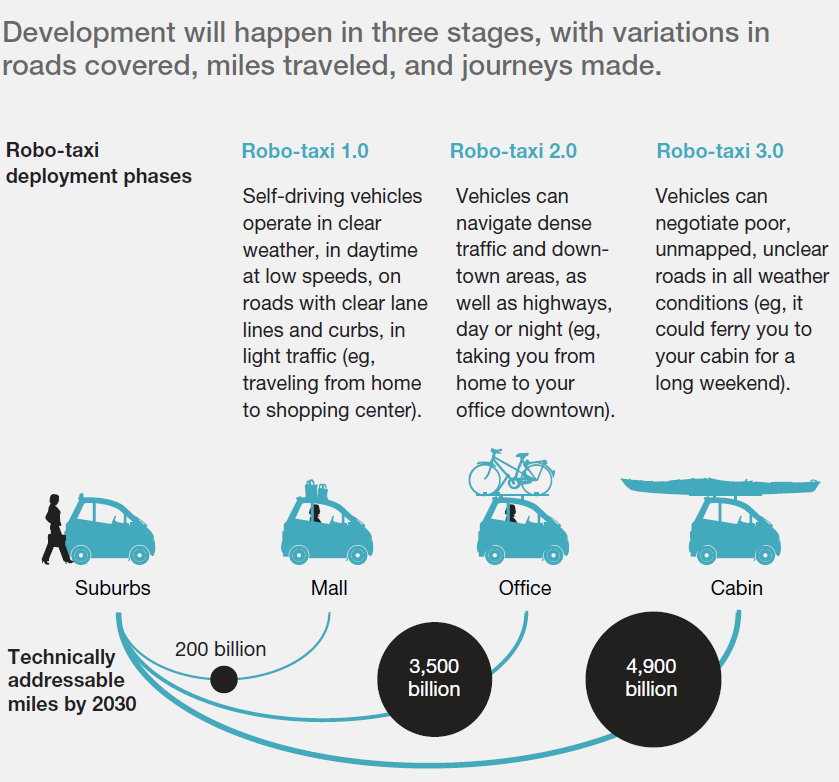 Development will happen in three stages, with variations in
roads covered, miles traveled, and journeys made.
Robo-taxi
deployment phases
Robo-taxi 1.0
Self-driving vehicles
operate in clear
weather, in daytime
at low speeds, on
roads with clear lane
lines and curbs, in
light traffic (eg,
traveling from home
to shopping center).
Robo-taxi 2.0
Vehicles can
navigate dense
traffic and down-
town areas, as
well as highways,
day or night (eg,
taking you from
home to your
office downtown).
Robo-taxi 3.0
Vehicles can
negotiate poor,
unmapped, unclear
roads in all weather
conditions (eg, it
could ferry you to
your cabin for a
long weekend).
Suburbs
Mall
Office
Cabin
Technically
addressable
miles by 2030
200 billion
3,500
billion
4,900
billion